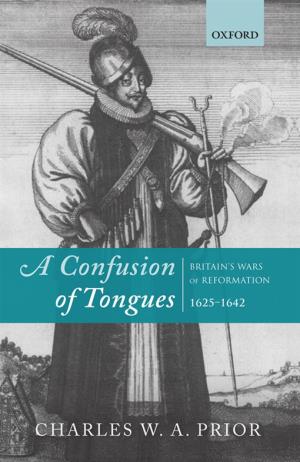 OXFORD
A Confusion
of Tongues
BRITAIN'S WARS
OF REFORMATION
1625–1642
CHARLES W. A. PRIOR